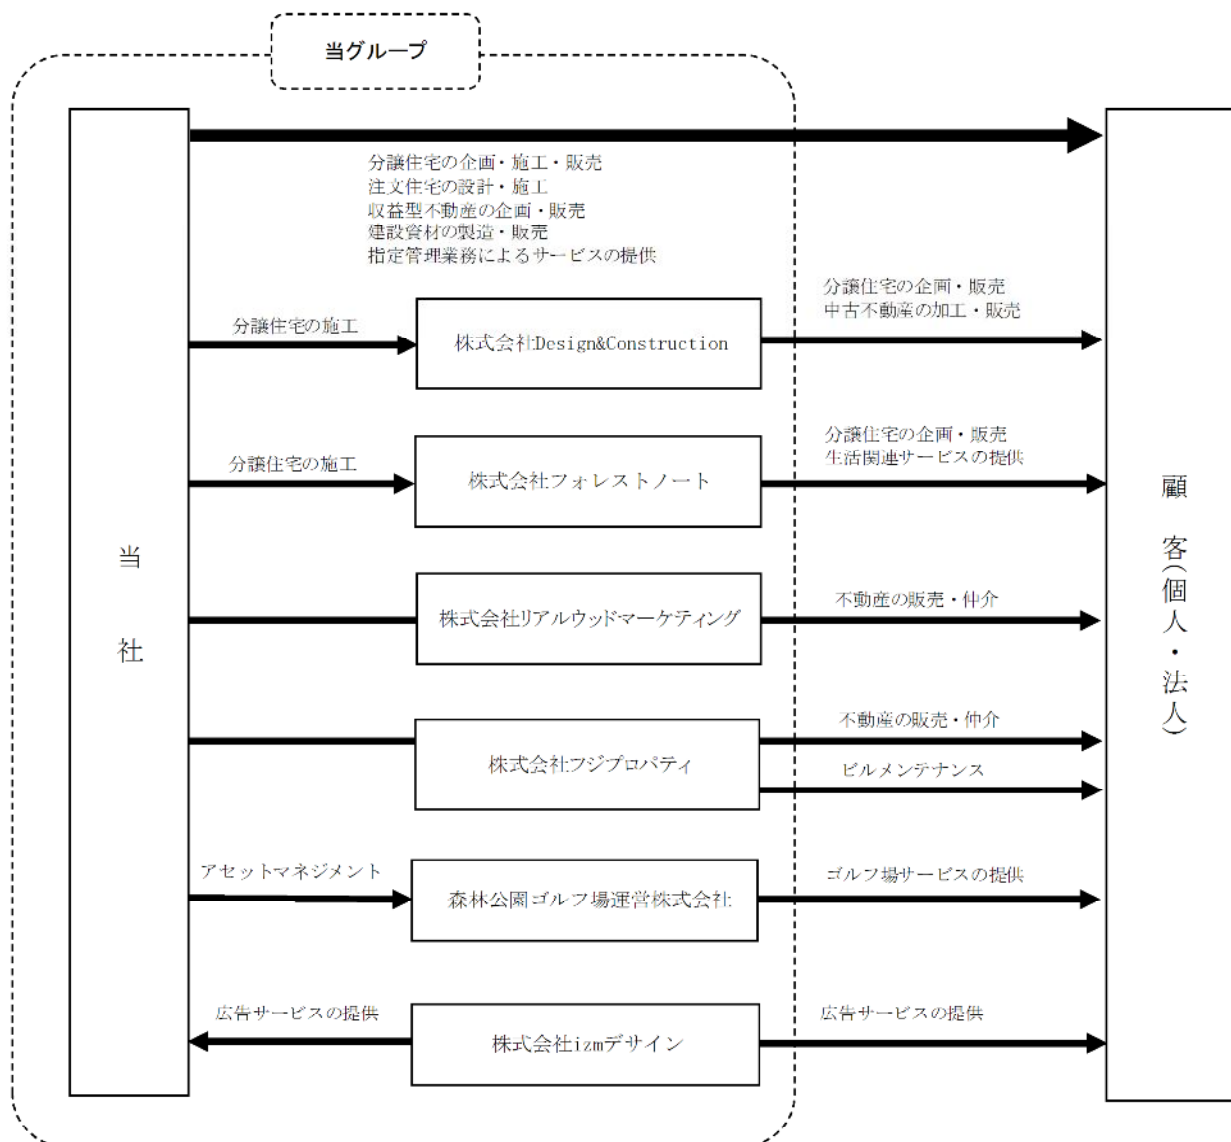 当グループ
分譲住宅の企画・施工・販売
注文住宅の設計・施工
収益型不動産の企画・販売
建設資材の製造・販売
指定管理業務によるサービスの提供
分譲住宅の施工
株式会社Design&Construction
分譲住宅の企画・販売
中古不動産の加工・販売
分譲住宅の施工
株式会社フォレストノート
分譲住宅の企画・販売
生活関連サービスの提供
当社
株式会社リアルウッドマーケティング
不動産の販売・仲介
顧客(個人・法人)
株式会社フジプロパティ
不動産の販売・仲介
ビルメンテナンス
アセットマネジメント
森林公園ゴルフ場運営株式会社
ゴルフ場サービスの提供
広告サービスの提供
株式会社izmデザイン
広告サービスの提供